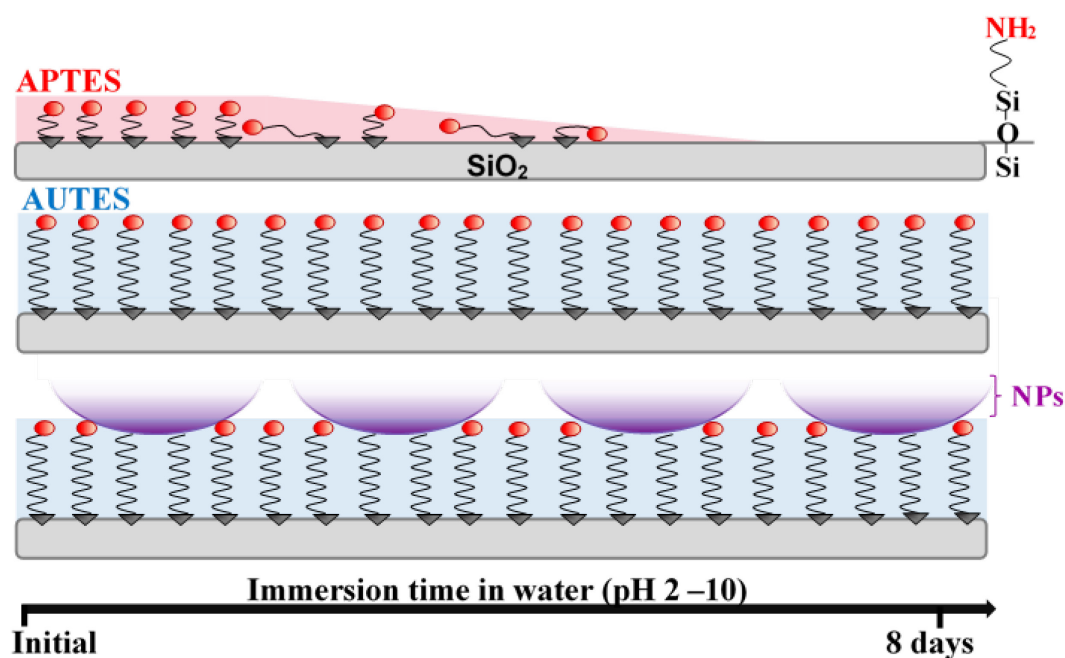 NH₂
APTES
Si
O
Si
SiO₂
AUTES
NPs
Immersion time in water (pH 2 –10)
Initial
8 days